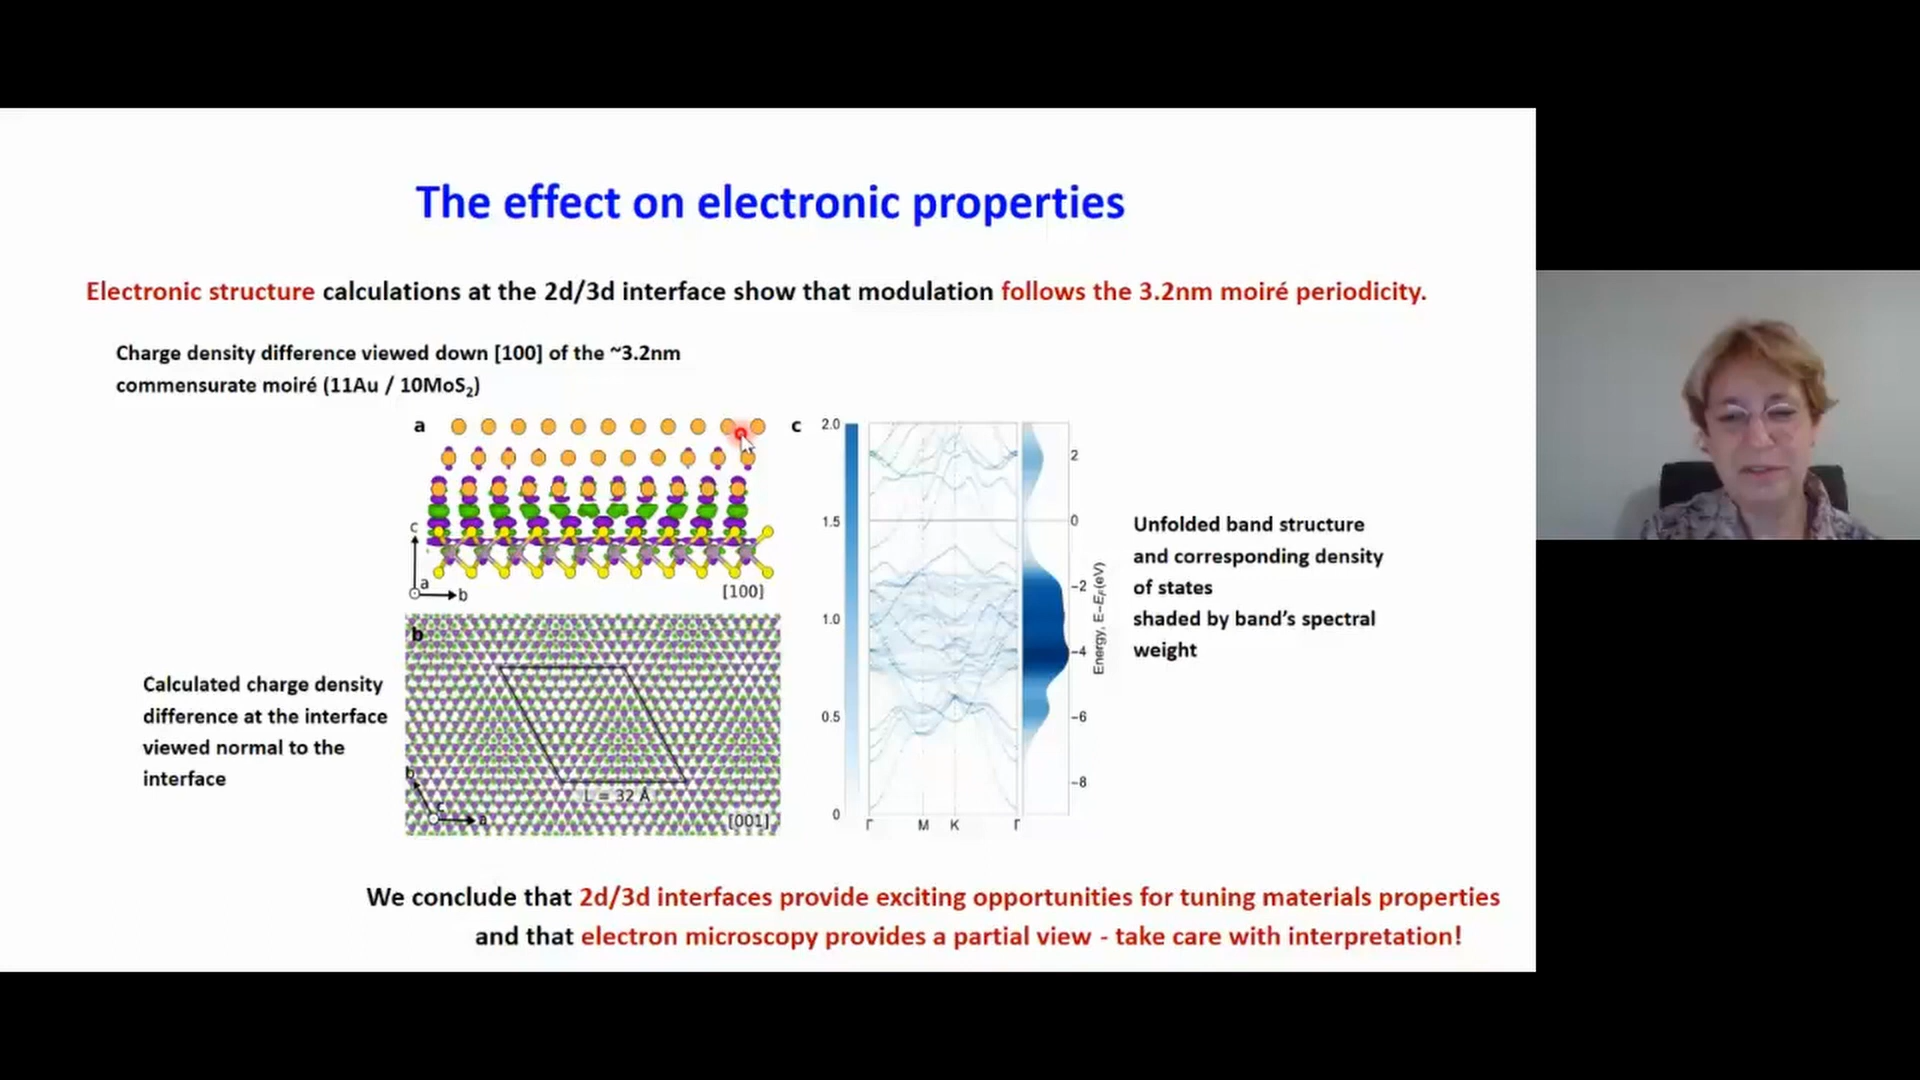 The effect on electronic properties
Electronic structure calculations at the 2d/3d interface show that modulation follows the 3.2nm moiré periodicity.
Charge density difference viewed down [100] of the ~3.2nm
commensurate moiré (11Au / 10MoS₂)
a
c
a
b
[100]
b
L = 32 Å
b
c
a
[001]
Calculated charge density
difference at the interface
viewed normal to the
interface
c
2.0
1.5
1.0
0.5
0
Γ M K Γ
2
0
−2
−4
−6
−8
Energy, E−E_F(eV)
Unfolded band structure
and corresponding density
of states
shaded by band’s spectral
weight
We conclude that 2d/3d interfaces provide exciting opportunities for tuning materials properties
and that electron microscopy provides a partial view - take care with interpretation!